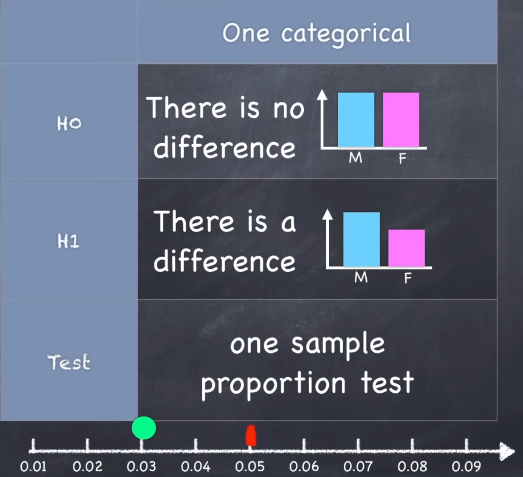 One categorical
H0
There is no
difference
M F
H1
There is a
difference
M F
Test
one sample
proportion test
0.01 0.02 0.03 0.04 0.05 0.06 0.07 0.08 0.09